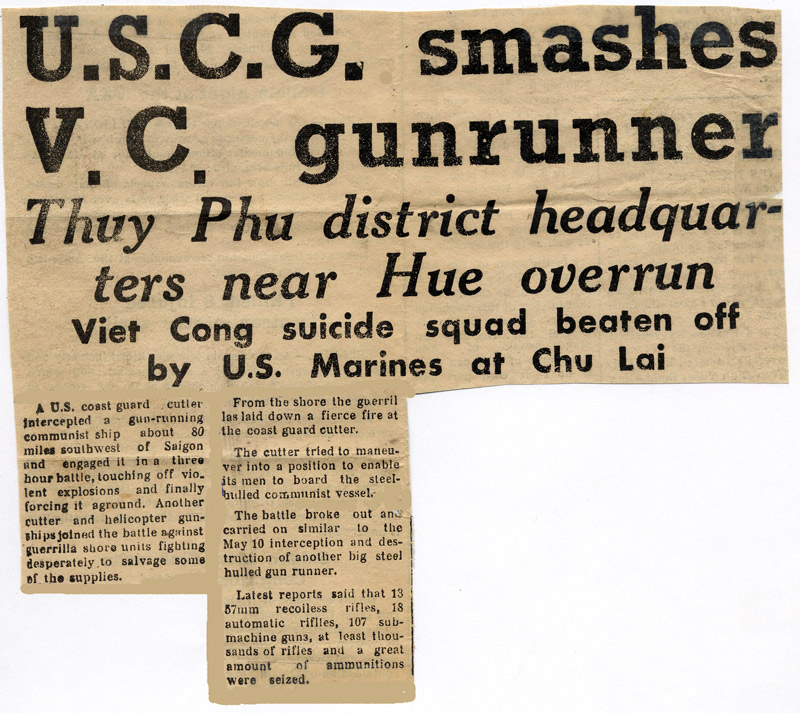 U.S.C.G. smashes
V.C. gunrunner
Thuy Phu district headquar-
ters near Hue overrun
Viet Cong suicide squad beaten off
by U.S. Marines at Chu Lai
A U.S. coast guard cutter
intercepted a gun-running
communist ship about 80
miles southwest of Saigon
and engaged it in a three
hour battle, touching off vio-
lent explosions and finally
forcing it aground. Another
cutter and helicopter gun-
ships joined the battle against
guerrilla shore units fighting
desperately to salvage some
of the supplies.
From the shore the guerril
las laid down a fierce fire at
the coast guard cutter.
The cutter tried to maneu-
ver into a position to enable
its men to board the steel-
hulled communist vessel.
The battle broke out and
carried on similar to the
May 10 interception and des-
truction of another big steel
hulled gun runner.
Latest reports said that 13
57mm recoiless rifles, 18
automatic riflles, 107 sub-
machine guns, at least thou-
sands of rifles and a great
amount of ammunitions
were seized.